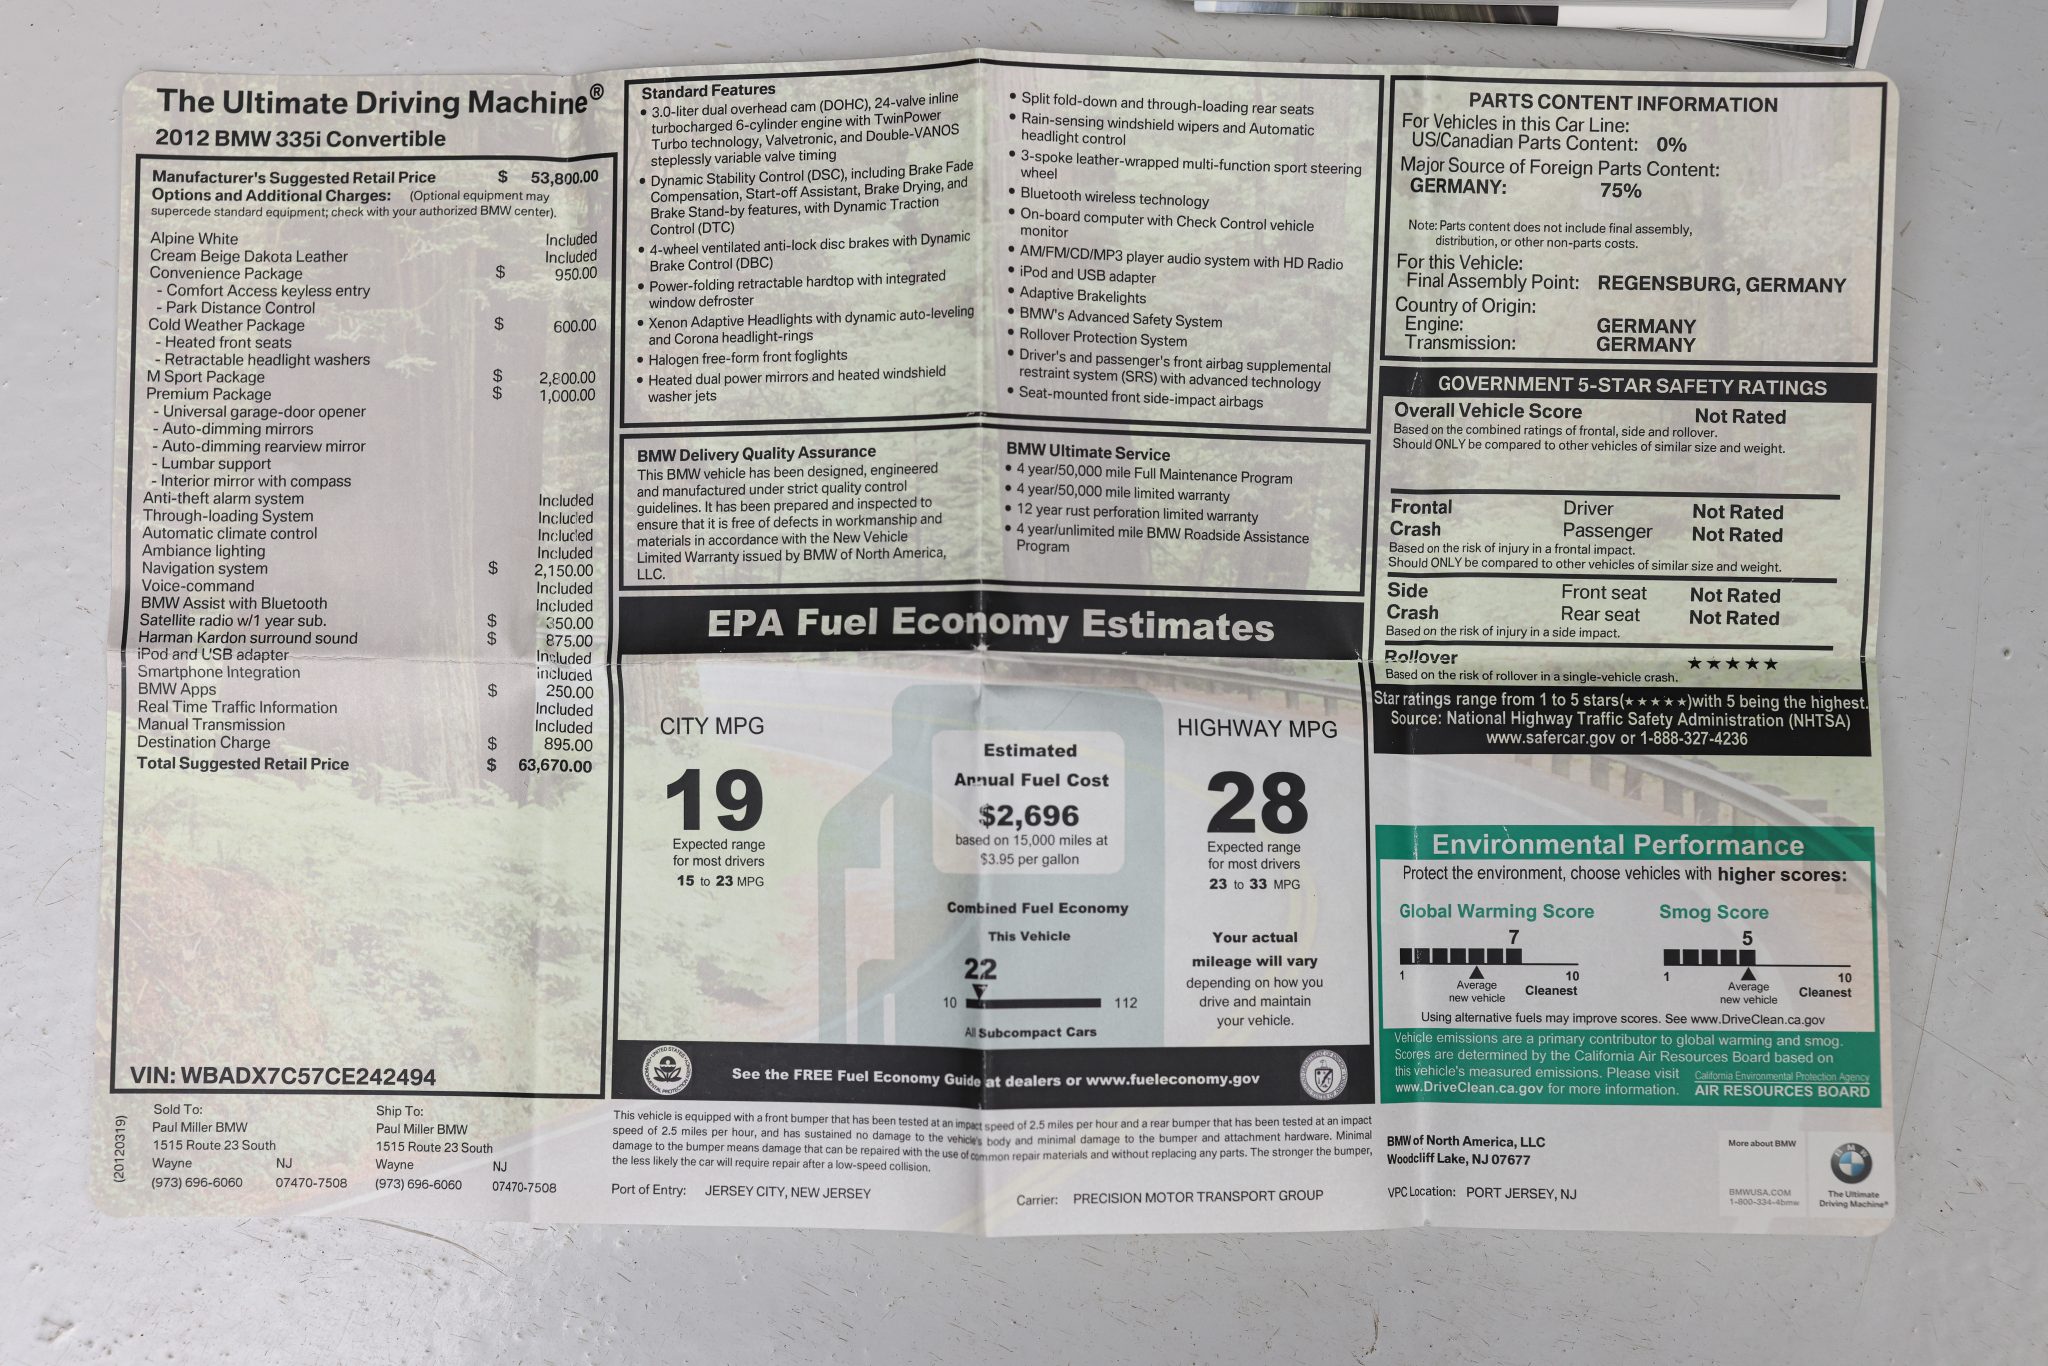 The Ultimate Driving Machine®
2012 BMW 335i Convertible
Manufacturer's Suggested Retail Price $ 53,800.00
Options and Additional Charges: (Optional equipment may
supercede standard equipment; check with your authorized BMW center).
Alpine White Included
Cream Beige Dakota Leather Included
Convenience Package $ 950.00
- Comfort Access keyless entry
- Park Distance Control
Cold Weather Package $ 600.00
- Heated front seats
- Retractable headlight washers
M Sport Package $ 2,800.00
Premium Package $ 1,000.00
- Universal garage-door opener
- Auto-dimming mirrors
- Auto-dimming rearview mirror
- Lumbar support
- Interior mirror with compass
Anti-theft alarm system Included
Through-loading System Included
Automatic climate control Included
Ambiance lighting Included
Navigation system $ 2,150.00
Voice-command Included
BMW Assist with Bluetooth Included
Satellite radio w/1 year sub. $ 350.00
Harman Kardon surround sound $ 875.00
iPod and USB adapter Included
Smartphone Integration included
BMW Apps $ 250.00
Real Time Traffic Information Included
Manual Transmission Included
Destination Charge $ 895.00
Total Suggested Retail Price $ 63,670.00
VIN: WBADX7C57CE242494
(20120319)
Sold To:
Paul Miller BMW
1515 Route 23 South
Wayne NJ
(973) 696-6060 07470-7508
Ship To:
Paul Miller BMW
1515 Route 23 South
Wayne NJ
(973) 696-6060 07470-7508
Standard Features
• 3.0-liter dual overhead cam (DOHC), 24-valve inline
turbocharged 6-cylinder engine with TwinPower
Turbo technology, Valvetronic, and Double-VANOS
steplessly variable valve timing
• Dynamic Stability Control (DSC), including Brake Fade
Compensation, Start-off Assistant, Brake Drying, and
Brake Stand-by features, with Dynamic Traction
Control (DTC)
• 4-wheel ventilated anti-lock disc brakes with Dynamic
Brake Control (DBC)
• Power-folding retractable hardtop with integrated
window defroster
• Xenon Adaptive Headlights with dynamic auto-leveling
and Corona headlight-rings
• Halogen free-form front foglights
• Heated dual power mirrors and heated windshield
washer jets
• Split fold-down and through-loading rear seats
• Rain-sensing windshield wipers and Automatic
headlight control
• 3-spoke leather-wrapped multi-function sport steering
wheel
• Bluetooth wireless technology
• On-board computer with Check Control vehicle
monitor
• AM/FM/CD/MP3 player audio system with HD Radio
• iPod and USB adapter
• Adaptive Brakelights
• BMW's Advanced Safety System
• Rollover Protection System
• Driver's and passenger's front airbag supplemental
restraint system (SRS) with advanced technology
• Seat-mounted front side-impact airbags
BMW Delivery Quality Assurance
This BMW vehicle has been designed, engineered
and manufactured under strict quality control
guidelines. It has been prepared and inspected to
ensure that it is free of defects in workmanship and
materials in accordance with the New Vehicle
Limited Warranty issued by BMW of North America,
LLC.
BMW Ultimate Service
• 4 year/50,000 mile Full Maintenance Program
• 4 year/50,000 mile limited warranty
• 12 year rust perforation limited warranty
• 4 year/unlimited mile BMW Roadside Assistance
Program
EPA Fuel Economy Estimates
CITY MPG
19
Expected range
for most drivers
15 to 23 MPG
Estimated
Annual Fuel Cost
$2,696
based on 15,000 miles at
$3.95 per gallon
Combined Fuel Economy
This Vehicle
22
10 112
All Subcompact Cars
HIGHWAY MPG
28
Expected range
for most drivers
23 to 33 MPG
Your actual
mileage will vary
depending on how you
drive and maintain
your vehicle.
See the FREE Fuel Economy Guide at dealers or www.fueleconomy.gov
This vehicle is equipped with a front bumper that has been tested at an impact speed of 2.5 miles per hour and a rear bumper that has been tested at an impact
speed of 2.5 miles per hour, and has sustained no damage to the vehicle's body and minimal damage to the bumper and attachment hardware. Minimal
damage to the bumper means damage that can be repaired with the use of common repair materials and without replacing any parts. The stronger the bumper,
the less likely the car will require repair after a low-speed collision.
Port of Entry: JERSEY CITY, NEW JERSEY
Carrier: PRECISION MOTOR TRANSPORT GROUP
PARTS CONTENT INFORMATION
For Vehicles in this Car Line:
US/Canadian Parts Content: 0%
Major Source of Foreign Parts Content:
GERMANY: 75%
Note: Parts content does not include final assembly,
distribution, or other non-parts costs.
For this Vehicle:
Final Assembly Point: REGENSBURG, GERMANY
Country of Origin:
Engine: GERMANY
Transmission: GERMANY
GOVERNMENT 5-STAR SAFETY RATINGS
Overall Vehicle Score Not Rated
Based on the combined ratings of frontal, side and rollover.
Should ONLY be compared to other vehicles of similar size and weight.
Frontal Driver Not Rated
Crash Passenger Not Rated
Based on the risk of injury in a frontal impact.
Should ONLY be compared to other vehicles of similar size and weight.
Side Front seat Not Rated
Crash Rear seat Not Rated
Based on the risk of injury in a side impact.
Rollover ★★★★★
Based on the risk of rollover in a single-vehicle crash.
Star ratings range from 1 to 5 stars(★★★★★)with 5 being the highest.
Source: National Highway Traffic Safety Administration (NHTSA)
www.safercar.gov or 1-888-327-4236
Environmental Performance
Protect the environment, choose vehicles with higher scores:
Global Warming Score
7
1 10
Average
new vehicle
Cleanest
Smog Score
5
1 10
Average
new vehicle
Cleanest
Using alternative fuels may improve scores. See www.DriveClean.ca.gov
Vehicle emissions are a primary contributor to global warming and smog.
Scores are determined by the California Air Resources Board based on
this vehicle's measured emissions. Please visit
www.DriveClean.ca.gov for more information.
California Environmental Protection Agency
AIR RESOURCES BOARD
BMW of North America, LLC
Woodcliff Lake, NJ 07677
VPC Location: PORT JERSEY, NJ
More about BMW
BMWUSA.COM
1-800-334-4bmw
BMW
The Ultimate
Driving Machine®